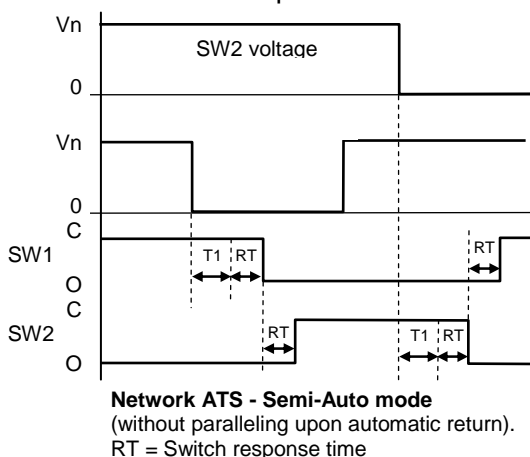 Vn
SW2 voltage
0
Vn
0
C
SW1
T1 RT
RT
O
C
SW2
RT
T1 RT
O
Network ATS - Semi-Auto mode
(without paralleling upon automatic return).
RT = Switch response time